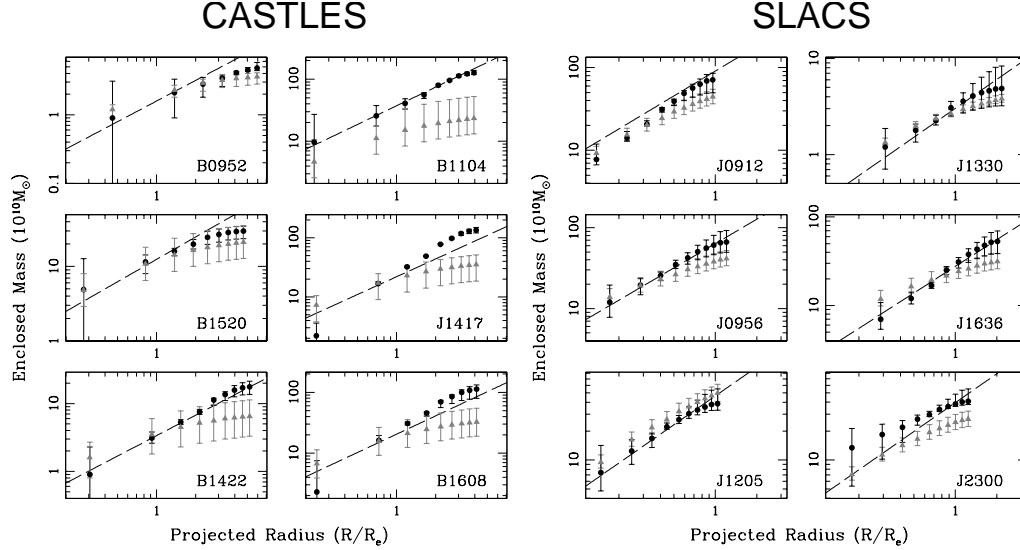 CASTLES
SLACS
Enclosed Mass (10¹⁰M☉)
1
0.1
1
B0952
100
10
1
B1104
10
1
1
B1520
100
10
1
J1417
10
1
1
B1422
100
10
1
B1608
Projected Radius (R/Rₑ)
Enclosed Mass (10¹⁰M☉)
100
10
1
J0912
10
1
1
J1330
100
10
1
J0956
100
10
1
J1636
10
1
J1205
10
1
J2300
Projected Radius (R/Rₑ)